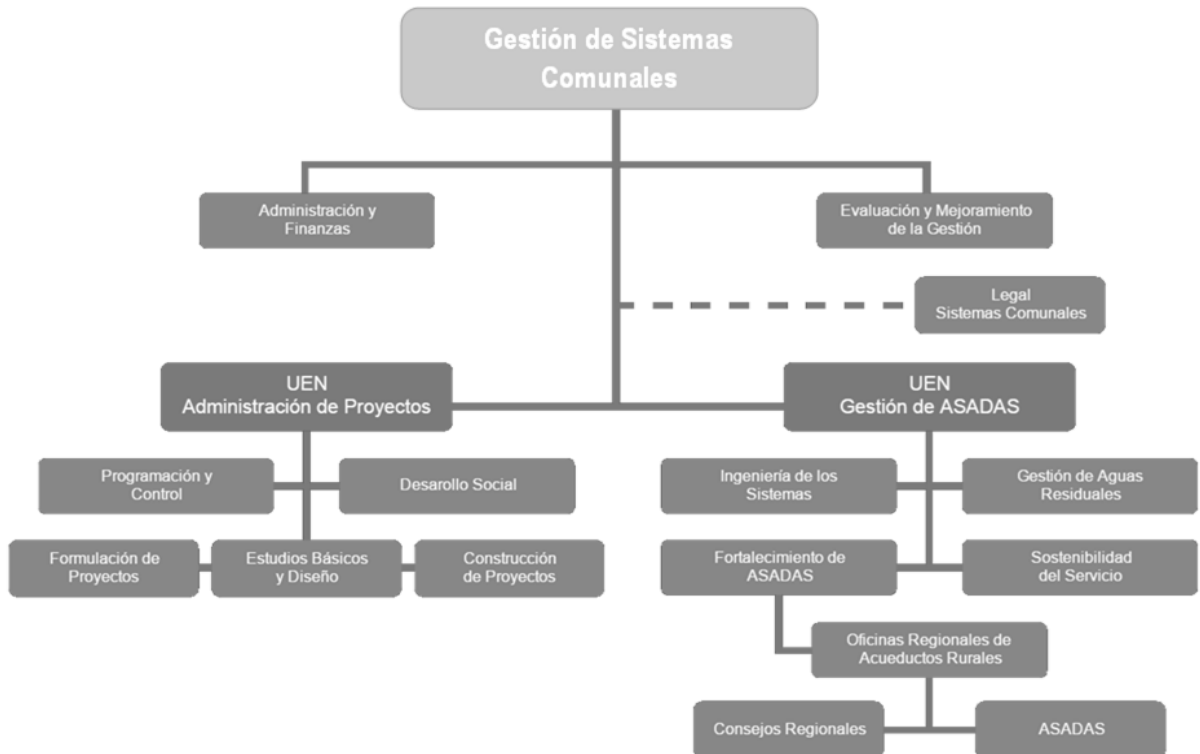 Gestión de Sistemas
Comunales
Administración y
Finanzas
Evaluación y Mejoramiento
de la Gestión
Legal
Sistemas Comunales
UEN
Administración de Proyectos
UEN
Gestión de ASADAS
Programación y
Control
Desarollo Social
Ingeniería de los
Sistemas
Gestión de Aguas
Residuales
Formulación de
Proyectos
Estudios Básicos
y Diseño
Construcción
de Proyectos
Fortalecimiento de
ASADAS
Sostenibilidad
del Servicio
Oficinas Regionales de
Acueductos Rurales
Consejos Regionales
ASADAS